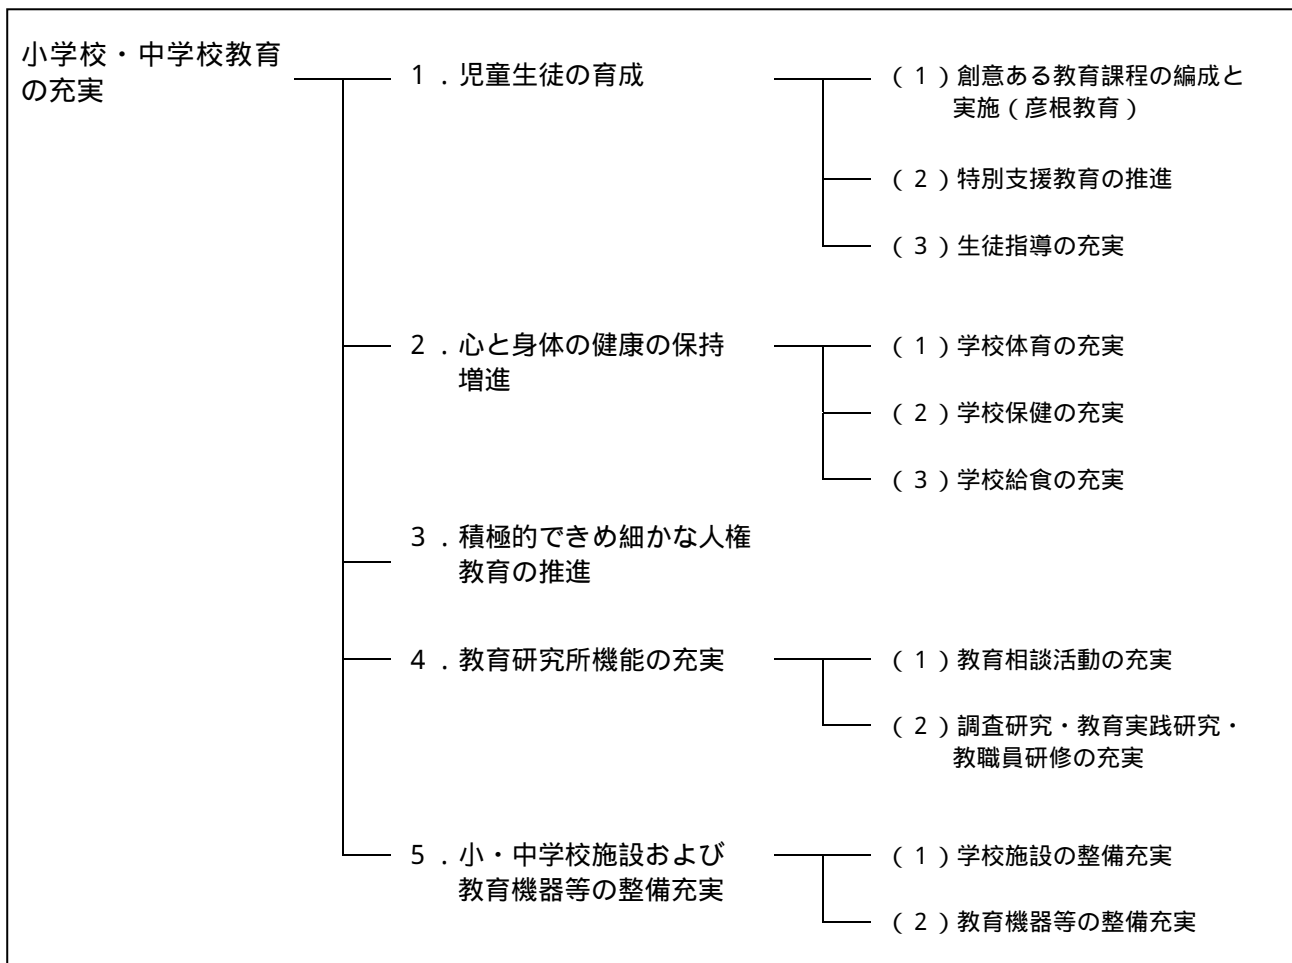 小学校・中学校教育
の充実
1．児童生徒の育成
（1）創意ある教育課程の編成と
実施（彦根教育）
（2）特別支援教育の推進
（3）生徒指導の充実
2．心と身体の健康の保持
増進
（1）学校体育の充実
（2）学校保健の充実
（3）学校給食の充実
3．積極的できめ細かな人権
教育の推進
4．教育研究所機能の充実
（1）教育相談活動の充実
（2）調査研究・教育実践研究・
教職員研修の充実
5．小・中学校施設および
教育機器等の整備充実
（1）学校施設の整備充実
（2）教育機器等の整備充実